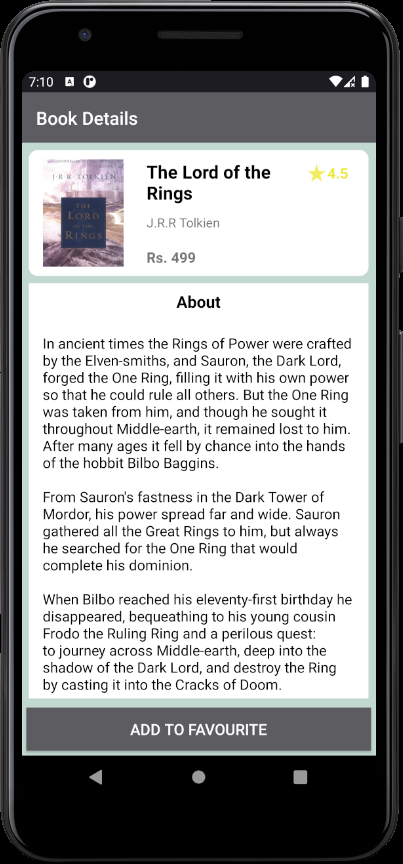 7:10
Book Details
J.R.R. TOLKIEN
THE
LORD
OF THE
RINGS
The Lord of the
Rings
4.5
J.R.R Tolkien
Rs. 499
About
In ancient times the Rings of Power were crafted
by the Elven-smiths, and Sauron, the Dark Lord,
forged the One Ring, filling it with his own power
so that he could rule all others. But the One Ring
was taken from him, and though he sought it
throughout Middle-earth, it remained lost to him.
After many ages it fell by chance into the hands
of the hobbit Bilbo Baggins.
From Sauron's fastness in the Dark Tower of
Mordor, his power spread far and wide. Sauron
gathered all the Great Rings to him, but always
he searched for the One Ring that would
complete his dominion.
When Bilbo reached his eleventy-first birthday he
disappeared, bequeathing to his young cousin
Frodo the Ruling Ring and a perilous quest:
to journey across Middle-earth, deep into the
shadow of the Dark Lord, and destroy the Ring
by casting it into the Cracks of Doom.
ADD TO FAVOURITE